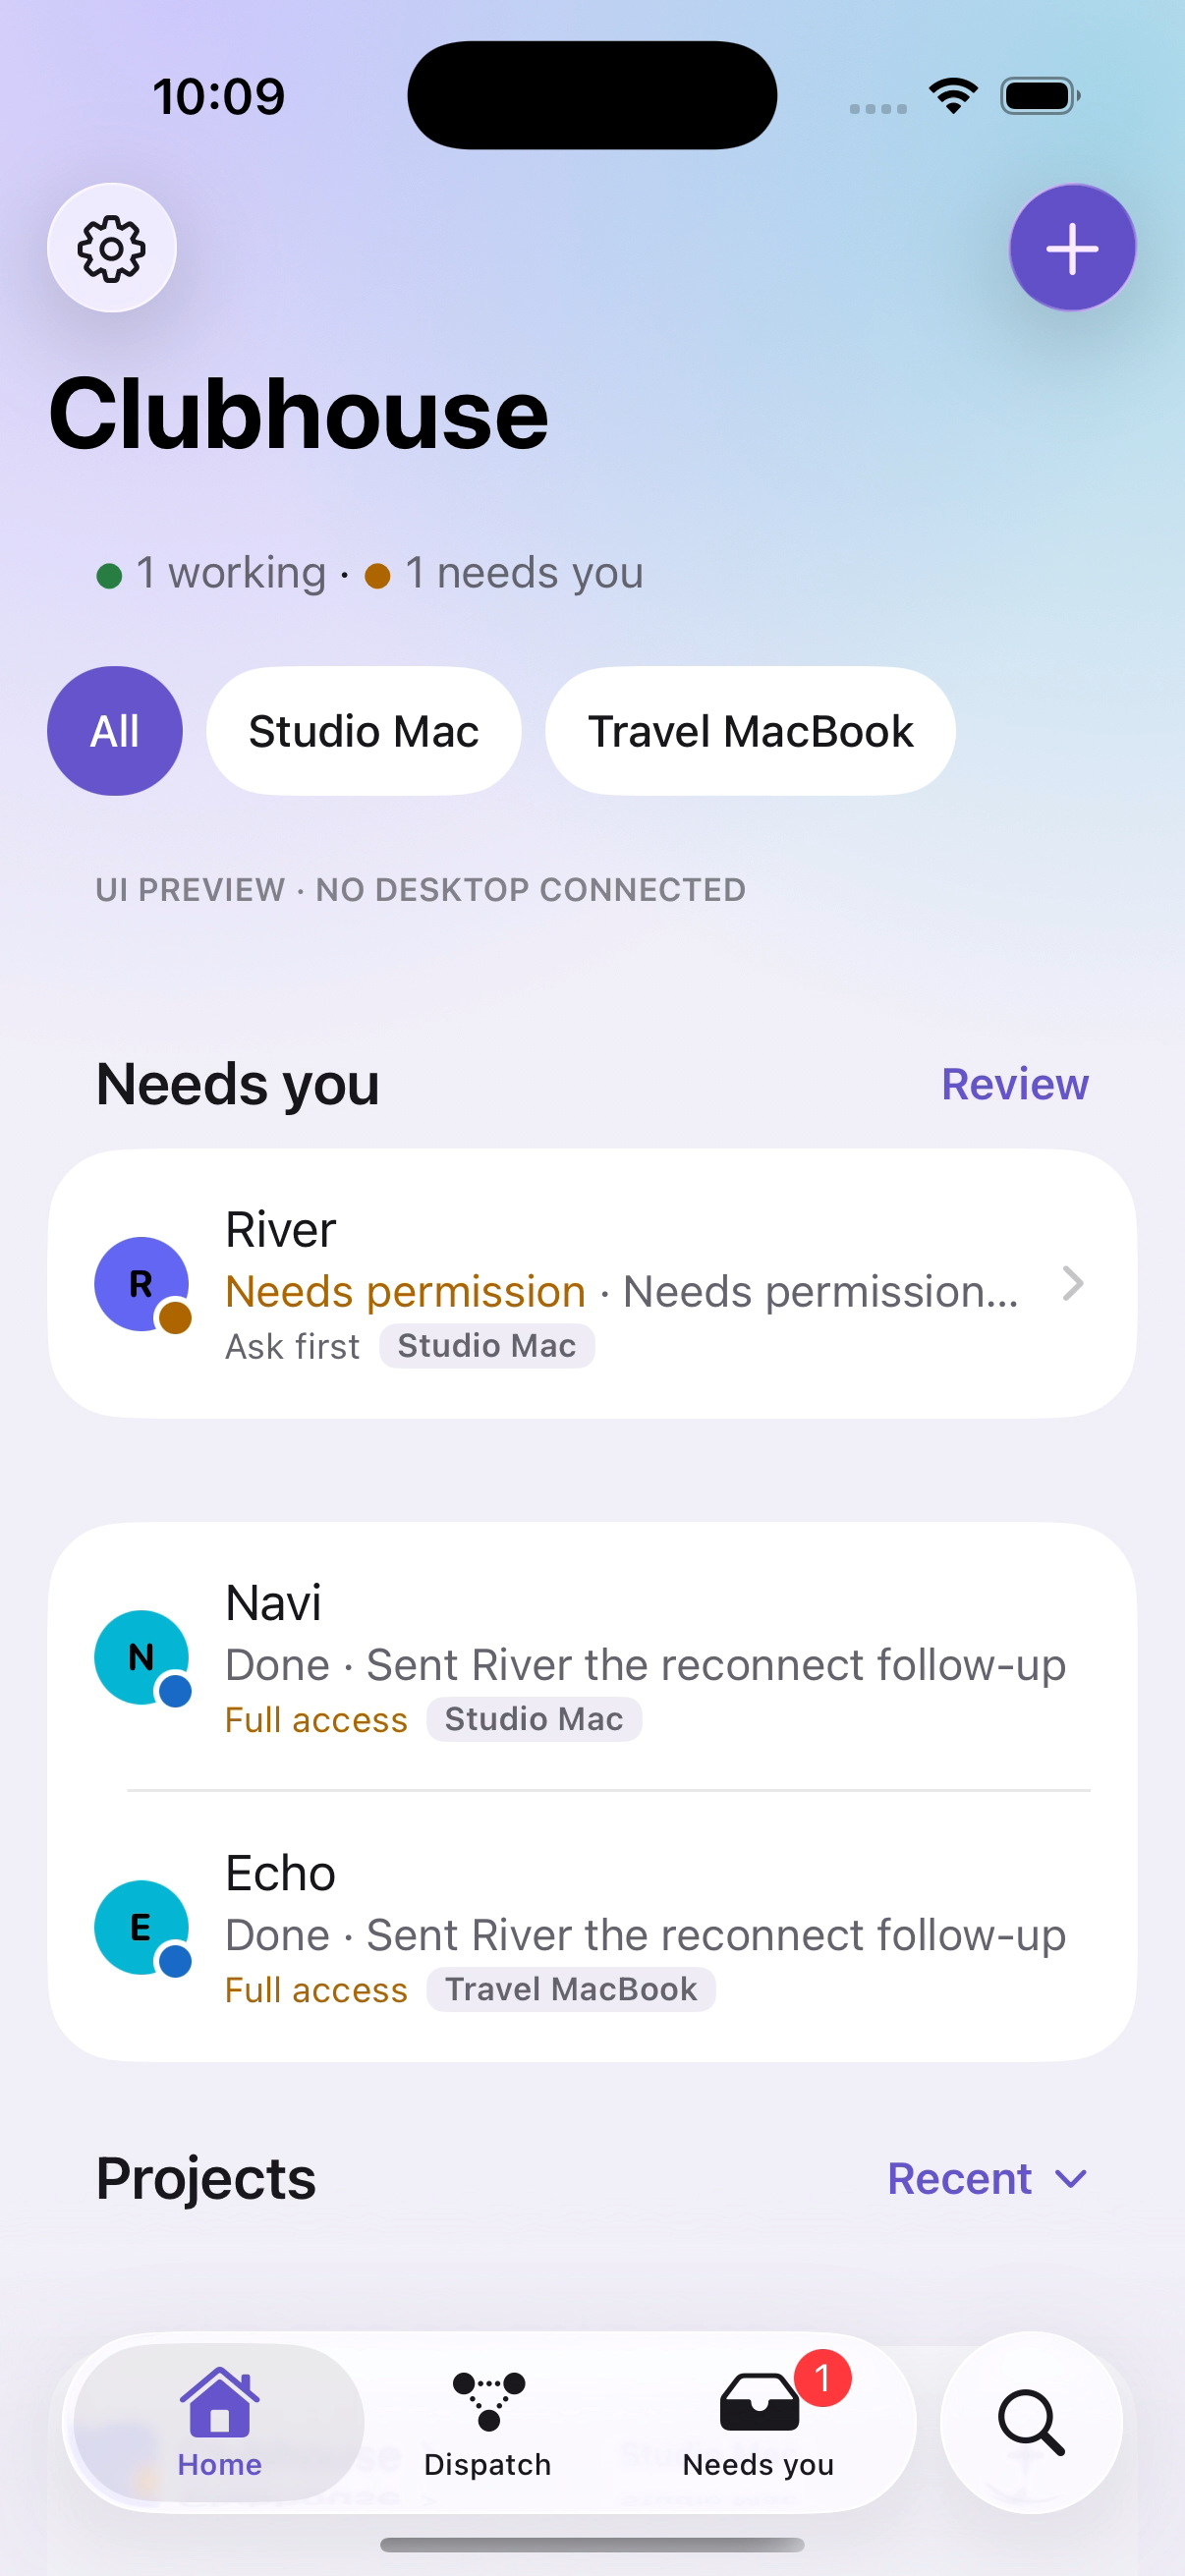 10:09
Clubhouse
1 working · 1 needs you
All
Studio Mac
Travel MacBook
UI PREVIEW · NO DESKTOP CONNECTED
Needs you
Review
R
River
Needs permission · Needs permission...
Ask first
Studio Mac
N
Navi
Done · Sent River the reconnect follow-up
Full access
Studio Mac
E
Echo
Done · Sent River the reconnect follow-up
Full access
Travel MacBook
Projects
Recent
Home
Dispatch
1
Needs you